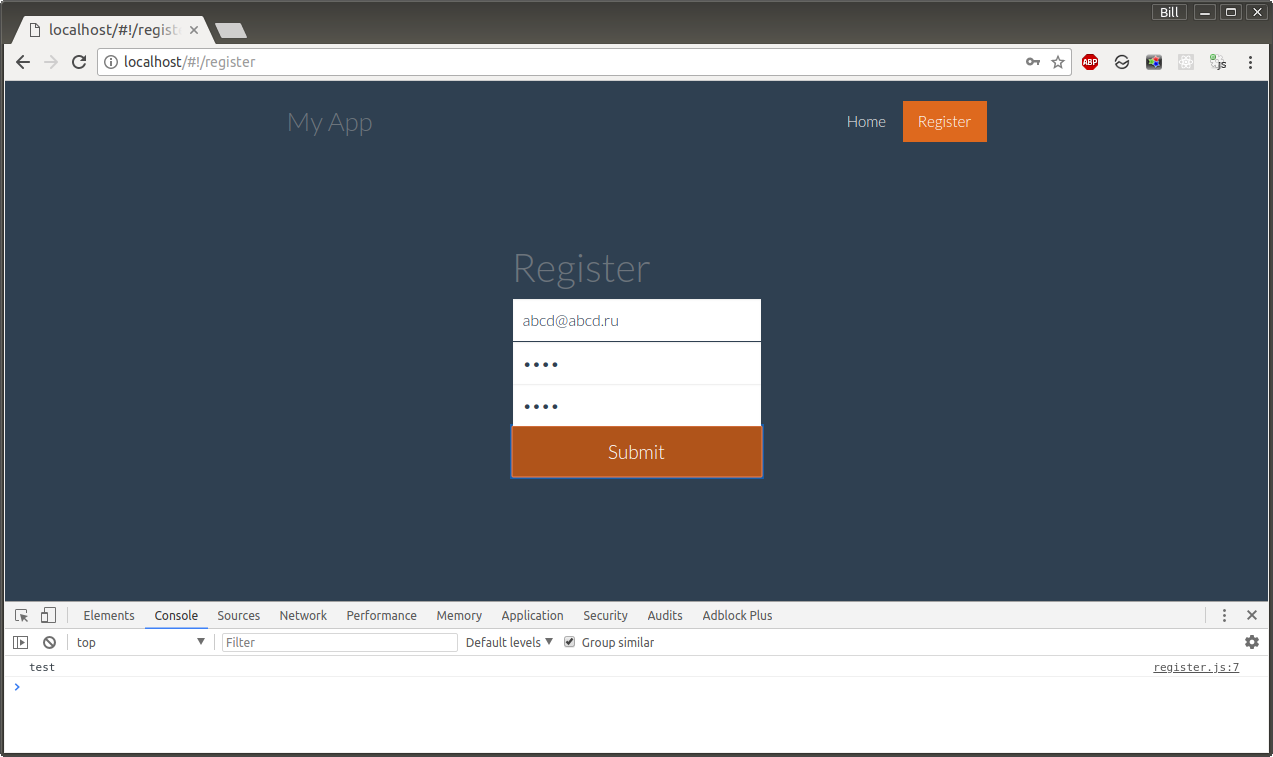 Bill
localhost/#!/regist
localhost/#!/register
ABP
js
My App Home Register
Register
abcd@abcd.ru
••••
••••
Submit
Elements Console Sources Network Performance Memory Application Security Audits Adblock Plus
top Filter Default levels Group similar
test register.js:7